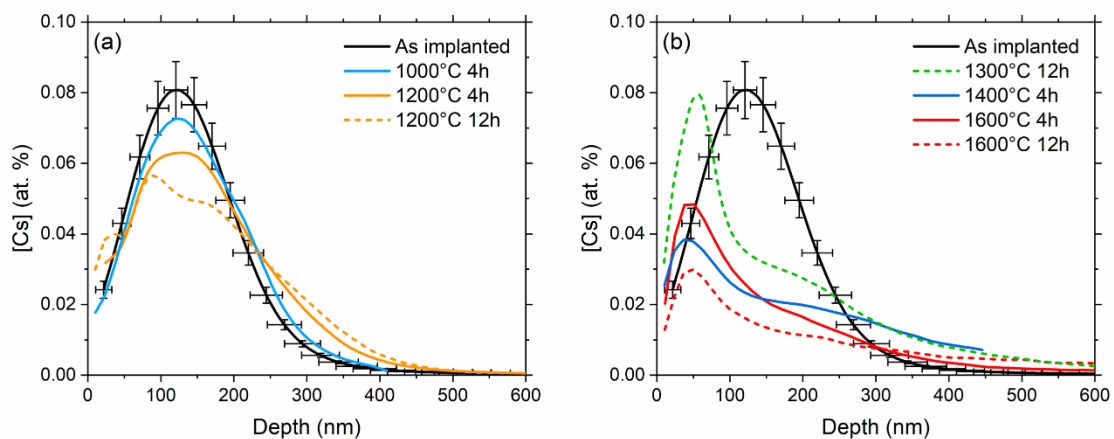 (a)
As implanted
1000°C 4h
1200°C 4h
1200°C 12h
0.10
0.08
0.06
0.04
0.02
0.00
[Cs] (at. %)
0 100 200 300 400 500 600
Depth (nm)
(b)
As implanted
1300°C 12h
1400°C 4h
1600°C 4h
1600°C 12h
0.10
0.08
0.06
0.04
0.02
0.00
[Cs] (at. %)
0 100 200 300 400 500 600
Depth (nm)